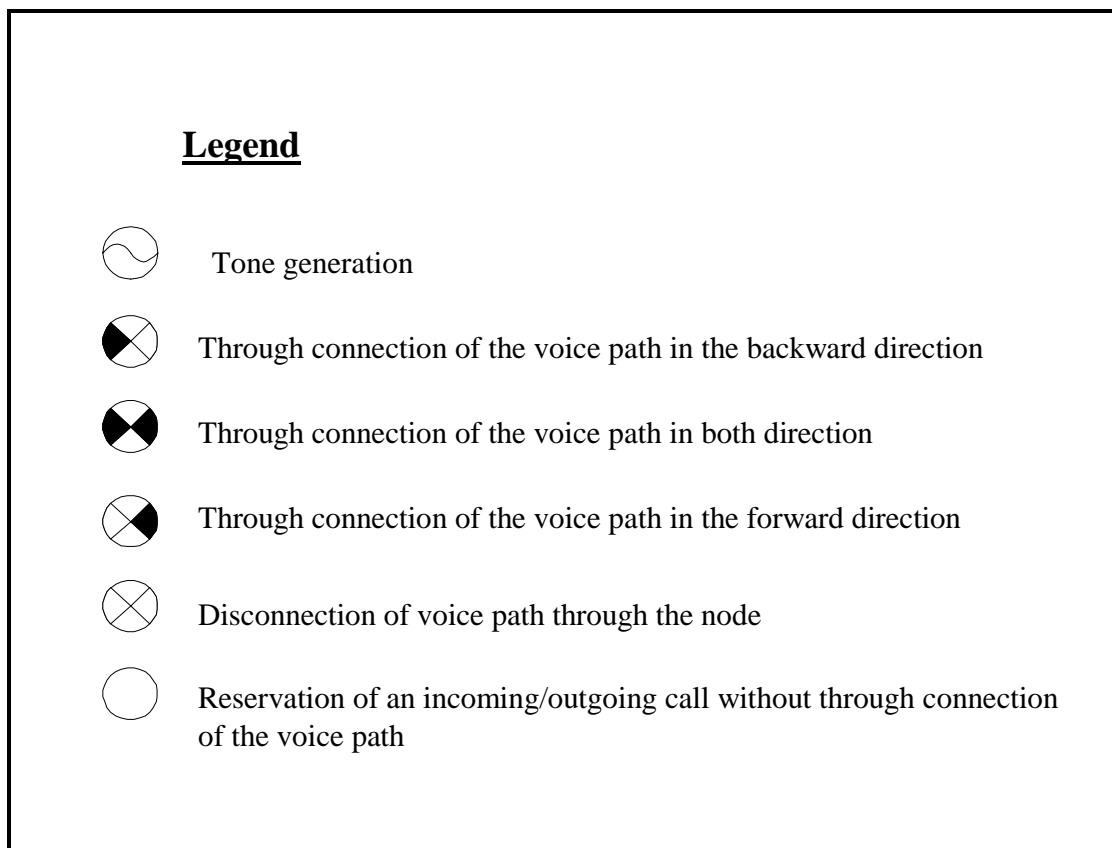 Legend
Tone generation
Through connection of the voice path in the backward direction
Through connection of the voice path in both direction
Through connection of the voice path in the forward direction
Disconnection of voice path through the node
Reservation of an incoming/outgoing call without through connection
of the voice path